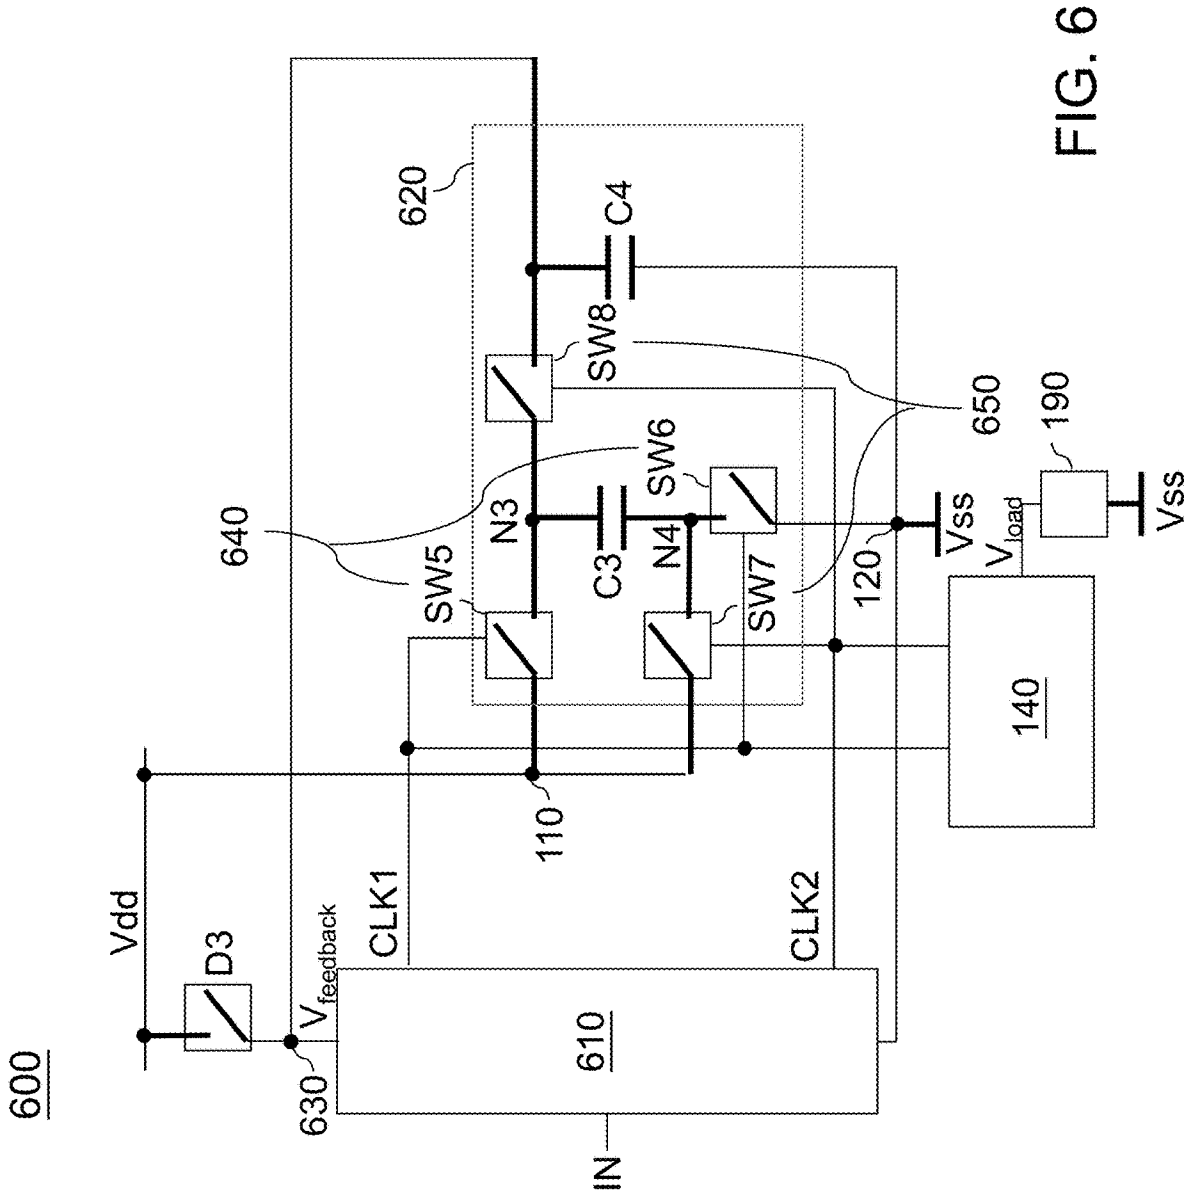 600
Vdd
D3
630
Vfeedback
IN
610
CLK1
CLK2
110
640
620
SW5
N3
C3
N4
SW6
SW7
SW8
C4
650
120
Vss
140
Vload
190
Vss
FIG. 6